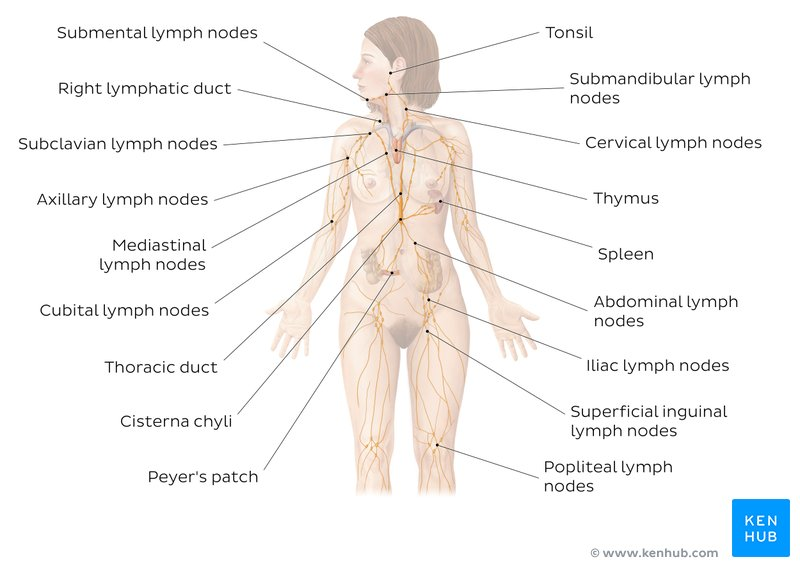 Submental lymph nodes
Right lymphatic duct
Subclavian lymph nodes
Axillary lymph nodes
Mediastinal
lymph nodes
Cubital lymph nodes
Thoracic duct
Cisterna chyli
Peyer's patch
Tonsil
Submandibular lymph
nodes
Cervical lymph nodes
Thymus
Spleen
Abdominal lymph
nodes
Iliac lymph nodes
Superficial inguinal
lymph nodes
Popliteal lymph
nodes
KEN
HUB
© www.kenhub.com